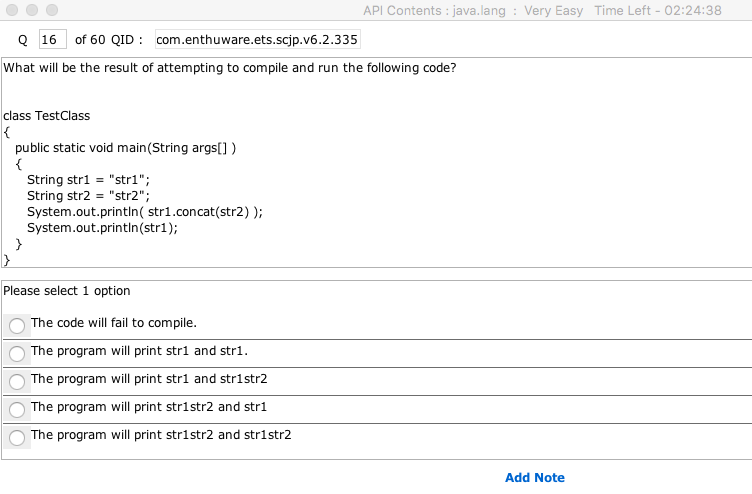 API Contents : java.lang : Very Easy Time Left - 02:24:38
Q 16 of 60 QID : com.enthuware.ets.scjp.v6.2.335
What will be the result of attempting to compile and run the following code?
class TestClass
{
public static void main(String args[] )
{
String str1 = "str1";
String str2 = "str2";
System.out.println( str1.concat(str2) );
System.out.println(str1);
}
}
Please select 1 option
The code will fail to compile.
The program will print str1 and str1.
The program will print str1 and str1str2
The program will print str1str2 and str1
The program will print str1str2 and str1str2
Add Note